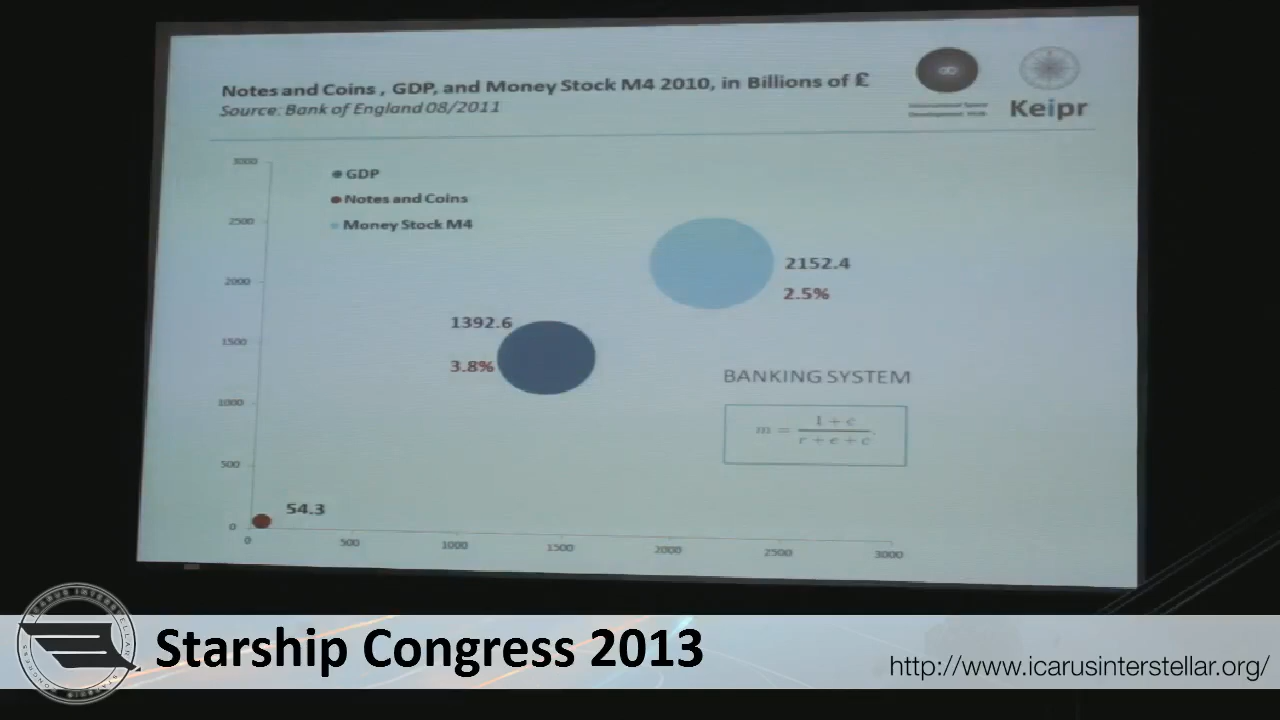 Notes and Coins , GDP, and Money Stock M4 2010, in Billions of £
Source: Bank of England 08/2011
Keipr
3000
GDP
Notes and Coins
2500
Money Stock M4
2152.4
2000
2.5%
1392.6
1500
3.8%
BANKING SYSTEM
1000
m = 1 + c / r + e + c
500
54.3
0
0 500 1000 1500 2000 2500 3000
Starship Congress 2013
http://www.icarusinterstellar.org/